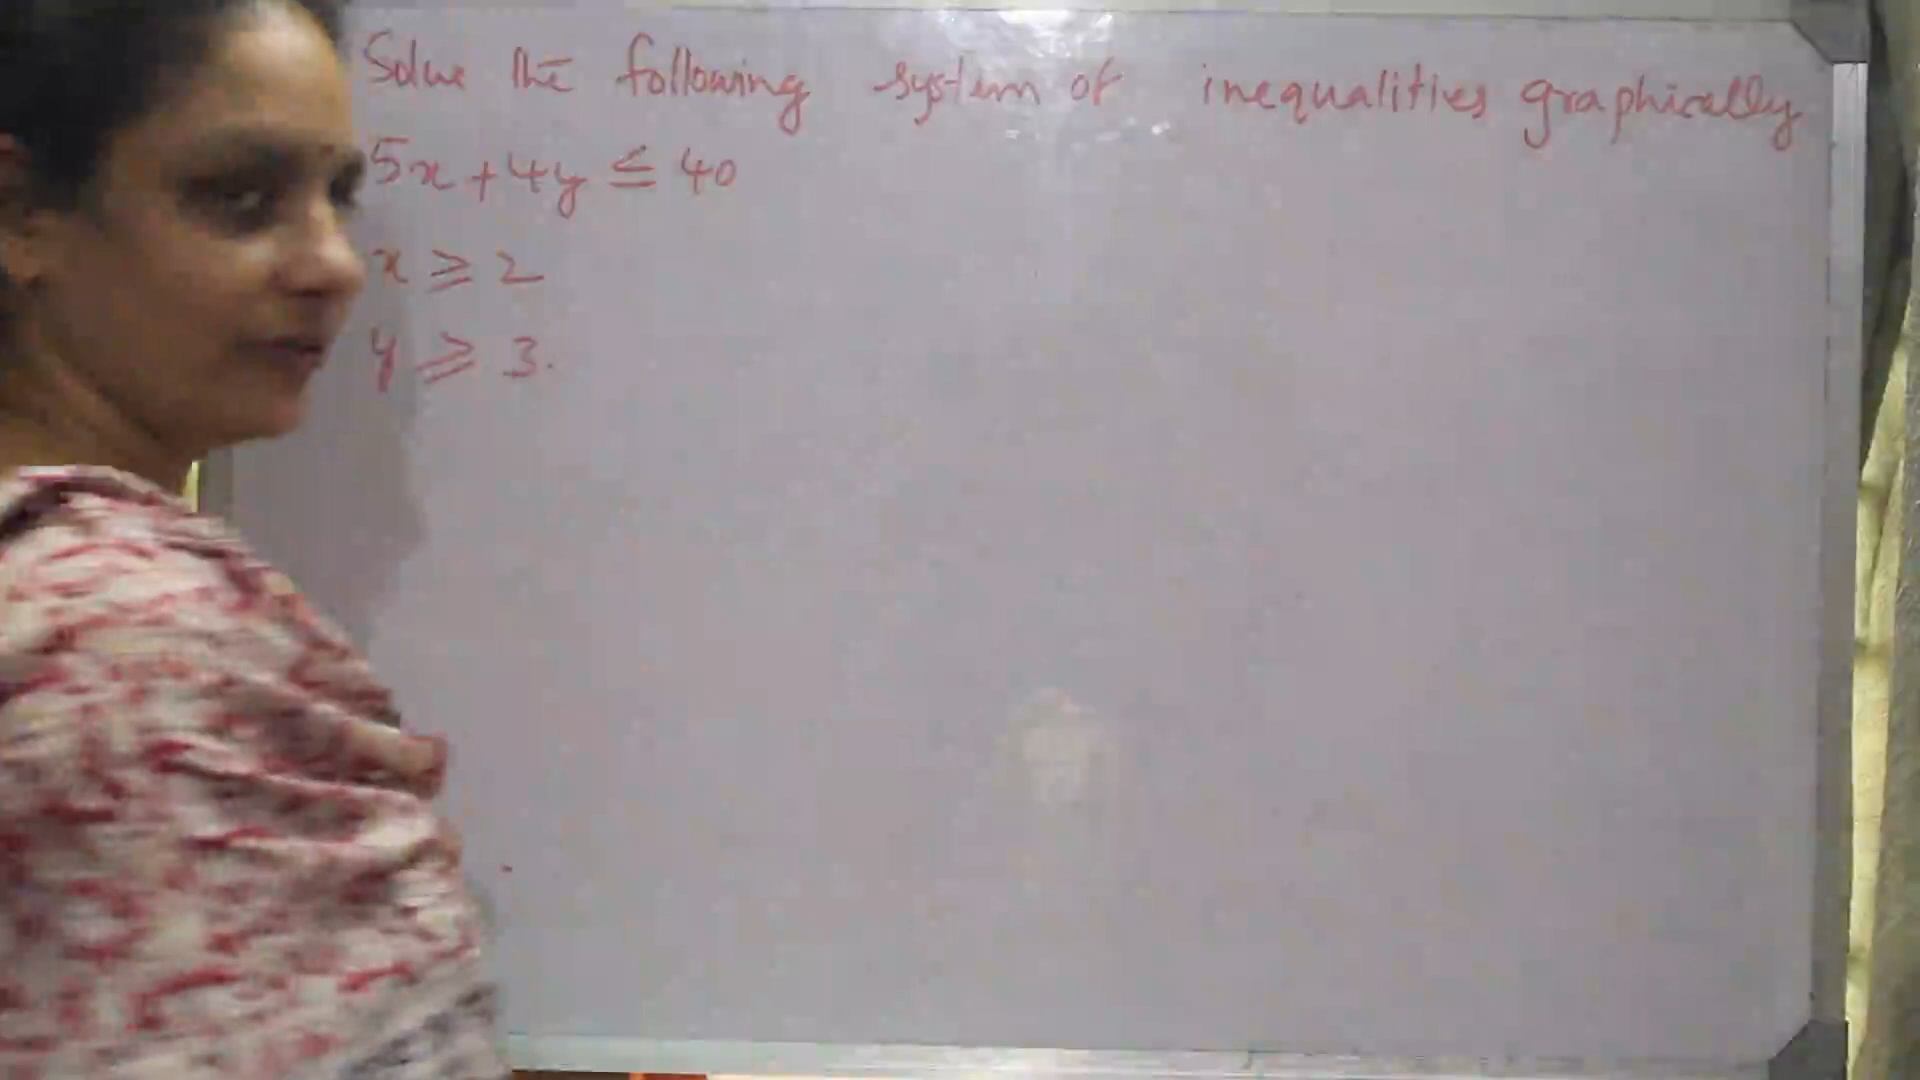 Solve the following system of inequalities graphically
5x + 4y ≤ 40
x ⩾ 2
y ⩾ 3.